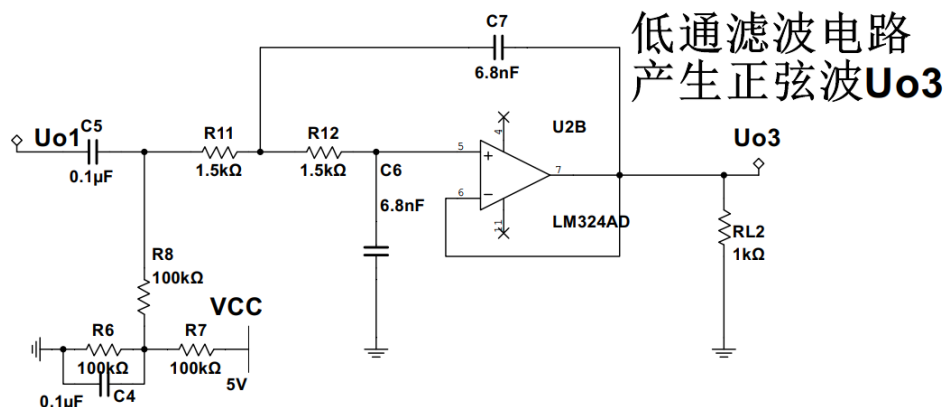 低通滤波电路
产生正弦波Uo3
C7
6.8nF
Uo1
C5
0.1µF
R11
1.5kΩ
R12
1.5kΩ
C6
6.8nF
5
6
4
11
7
U2B
LM324AD
Uo3
RL2
1kΩ
R8
100kΩ
VCC
R6
100kΩ
R7
100kΩ
5V
0.1µF
C4